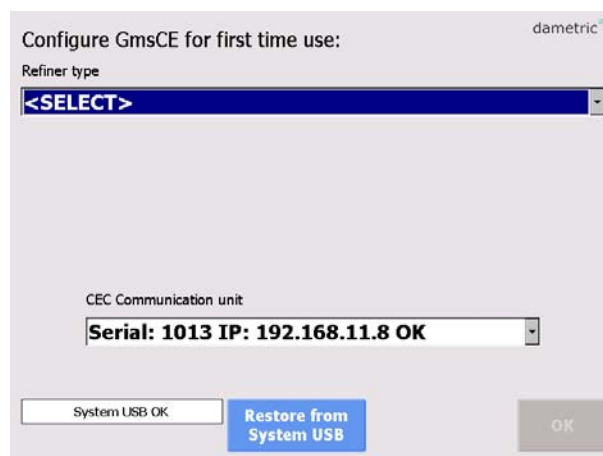 dametric
Configure GmsCE for first time use:
Refiner type
<SELECT>
CEC Communication unit
Serial: 1013 IP: 192.168.11.8 OK
System USB OK
Restore from
System USB
OK